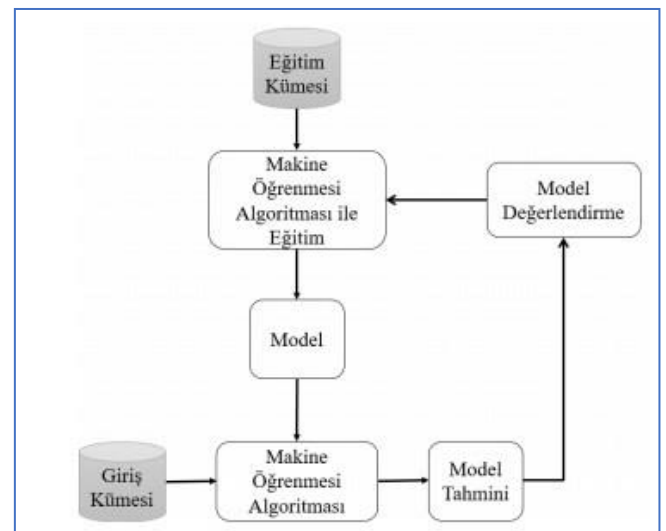 Eğitim
Kümesi
Makine
Öğrenmesi
Algoritması ile
Eğitim
Model
Değerlendirme
Model
Giriş
Kümesi
Makine
Öğrenmesi
Algoritması
Model
Tahmini